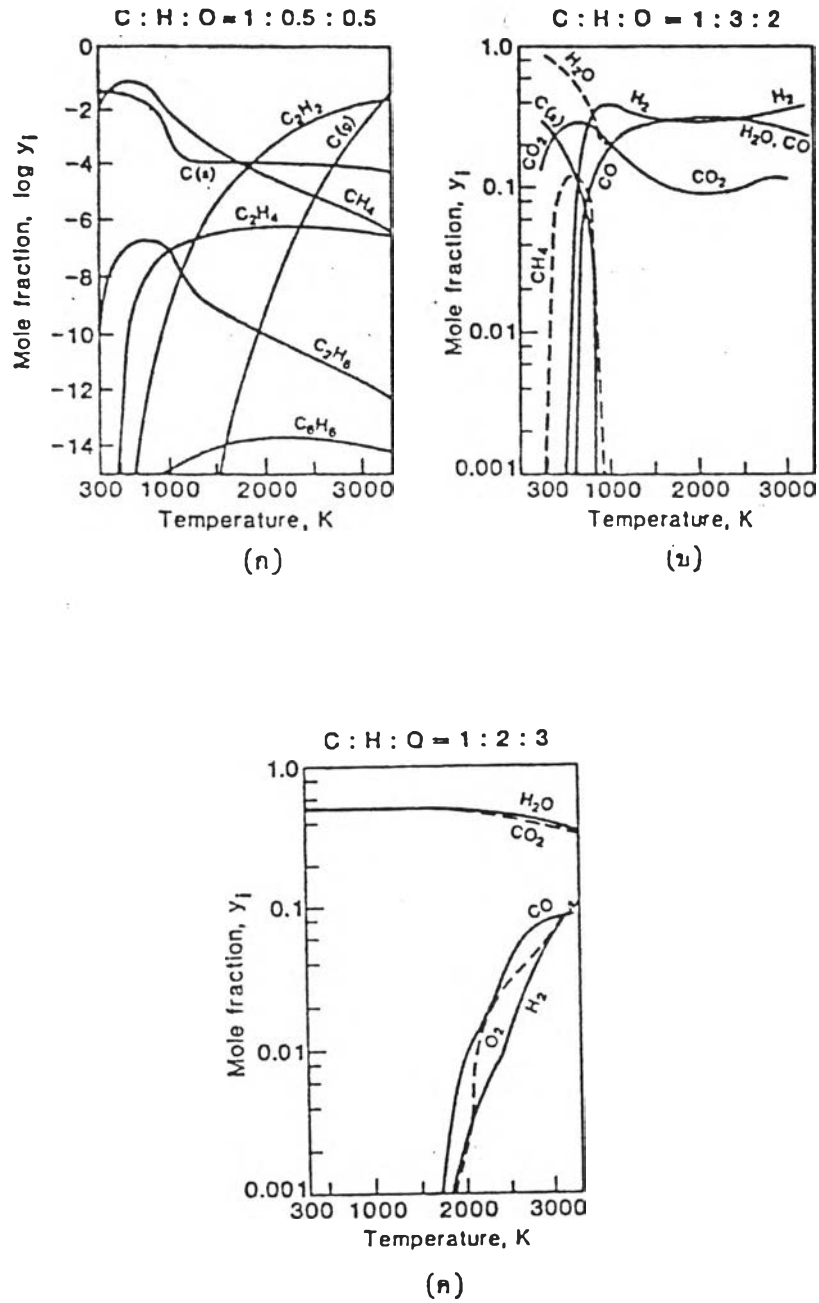 C : H : O = 1 : 0.5 : 0.5
Mole fraction, log yi
0
−2
−4
−6
−8
−10
−12
−14
C2H2
C(g)
C(s)
CH4
C2H4
C2H6
C6H6
300 1000 2000 3000
Temperature, K
(ก)
C : H : O = 1 : 3 : 2
Mole fraction, yi
1.0
0.1
0.01
0.001
H2O
C(s)
CO2
CH4
H2
CO
H2
H2O, CO
CO2
300 1000 2000 3000
Temperature, K
(ข)
C : H : O = 1 : 2 : 3
Mole fraction, yi
1.0
0.1
0.01
0.001
H2O
CO2
CO
O2
H2
300 1000 2000 3000
Temperature, K
(ค)